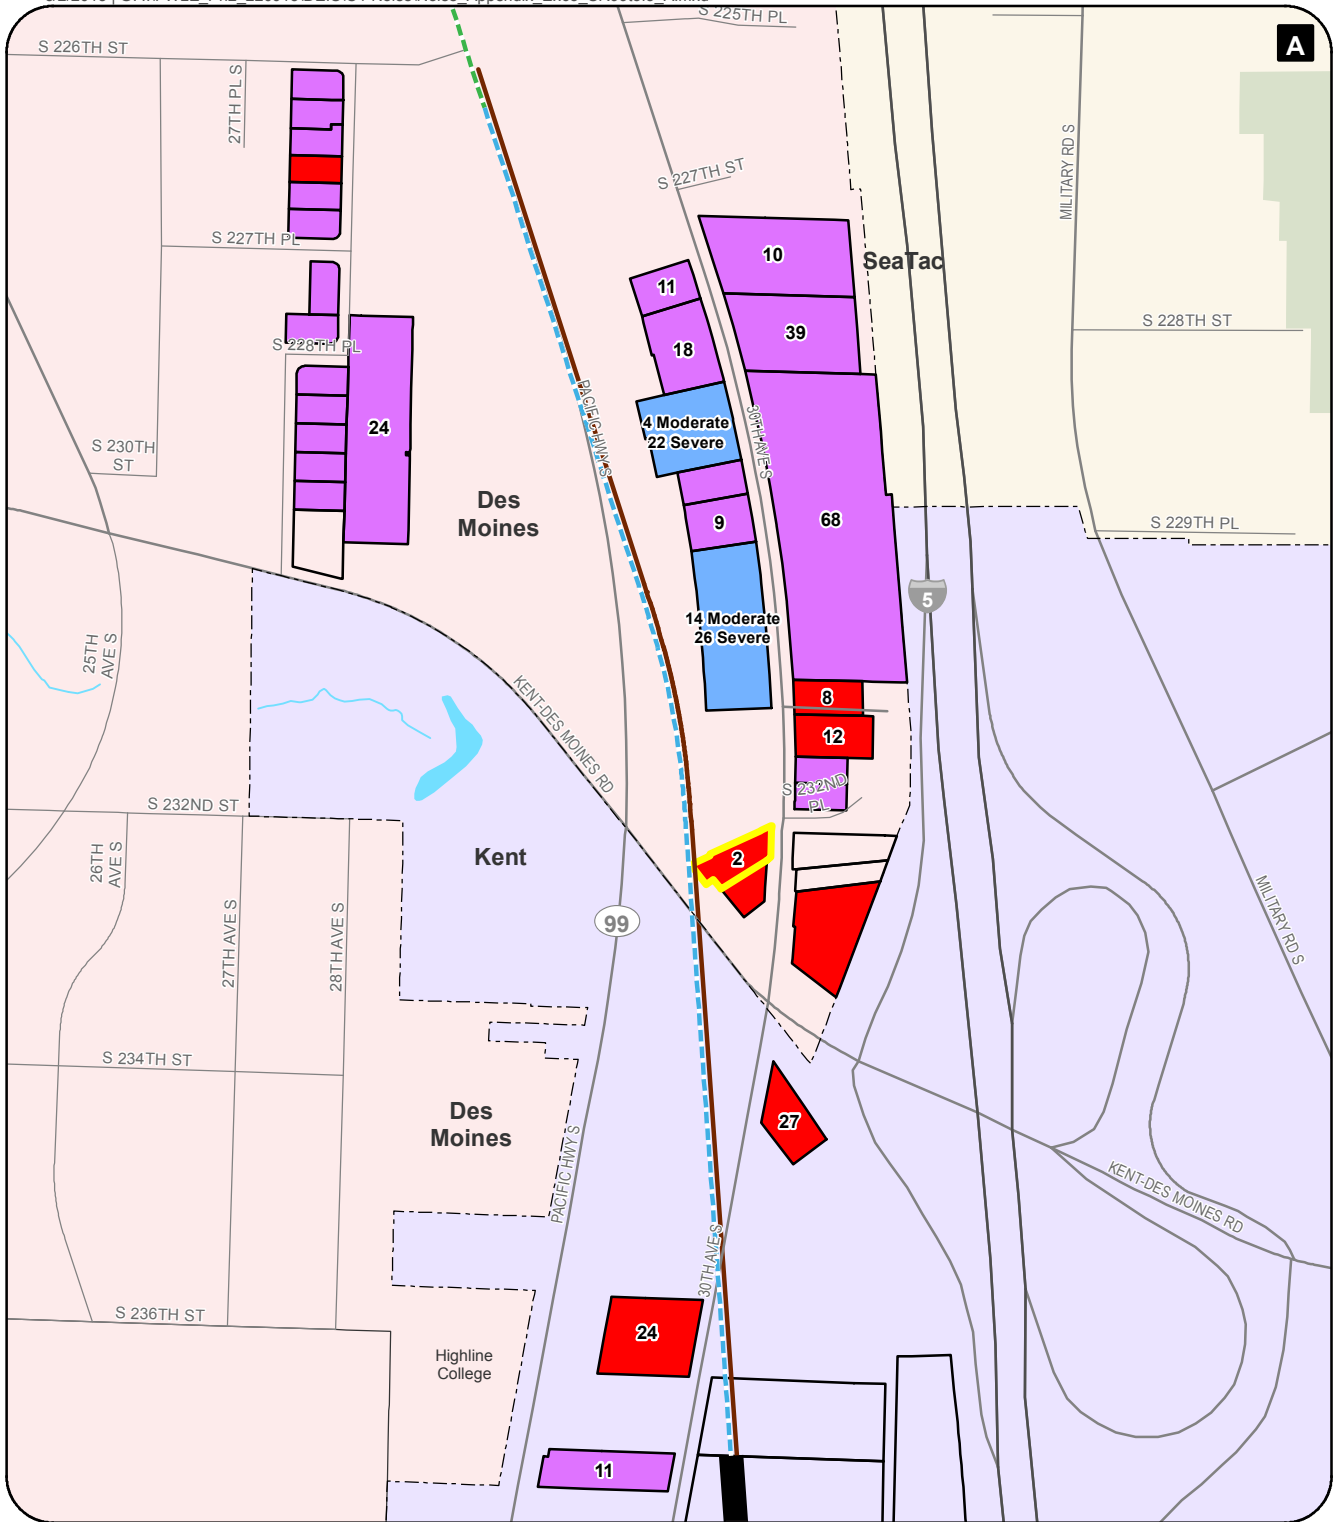 S 225TH PL
A
S 226TH ST
27TH PL S
MILITARY RD S
S 227TH ST
S 227TH PL
10
SeaTac
11
39
S 228TH ST
18
S 228TH PL
PACIFIC HWY S
30TH AVE S
4 Moderate
22 Severe
24
S 230TH
ST
Des
Moines
9
68
S 229TH PL
5
14 Moderate
26 Severe
25TH
AVE S
KENT-DES MOINES RD
8
12
S 232ND
PL
S 232ND ST
26TH
AVE S
Kent
2
99
27TH AVE S
28TH AVE S
MILITARY RD S
S 234TH ST
Des
Moines
27
PACIFIC HWY S
KENT-DES MOINES RD
30TH AVE S
S 236TH ST
24
Highline
College
11